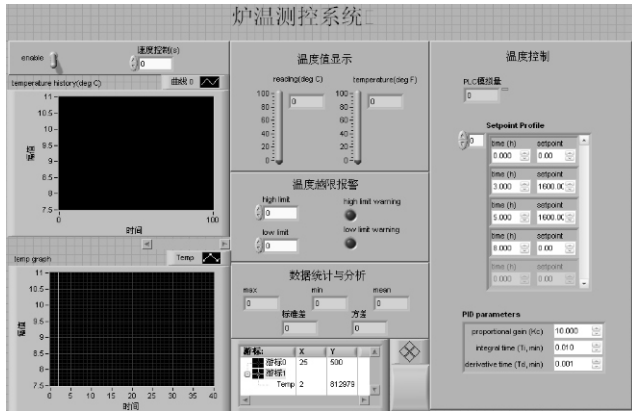 炉温测控系统
enable
速度控制(s)
0
temperature history(deg C)
曲线 0
11
10.5
10
9.5
9
8.5
8
7.5
幅值
0
100
时间
temp graph
Temp
11
10.5
10
9.5
9
8.5
8
7.5
幅值
0 5 10 15 20 25 30 35 40
时间
温度值显示
reading(deg C)
temperature(deg F)
100
80
60
40
20
0
0
100
80
60
40
20
0
0
温度越限报警
high limit
high limit warning
0
low limit
low limit warning
0
数据统计与分析
max min mean
0 0 0
标准差 方差
0 0
游标: X Y
游标0 25 500
游标1
Temp 2 812979
温度控制
PLC模拟量
0
Setpoint Profile
0
time (h) setpoint
0.000 0.00
time (h) setpoint
3.000 1600.00
time (h) setpoint
5.000 1600.00
time (h) setpoint
8.000 0.00
time (h) setpoint
0.000 0.00
PID parameters
proportional gain (Kc) 10.000
integral time (Ti, min) 0.010
derivative time (Td, min) 0.001